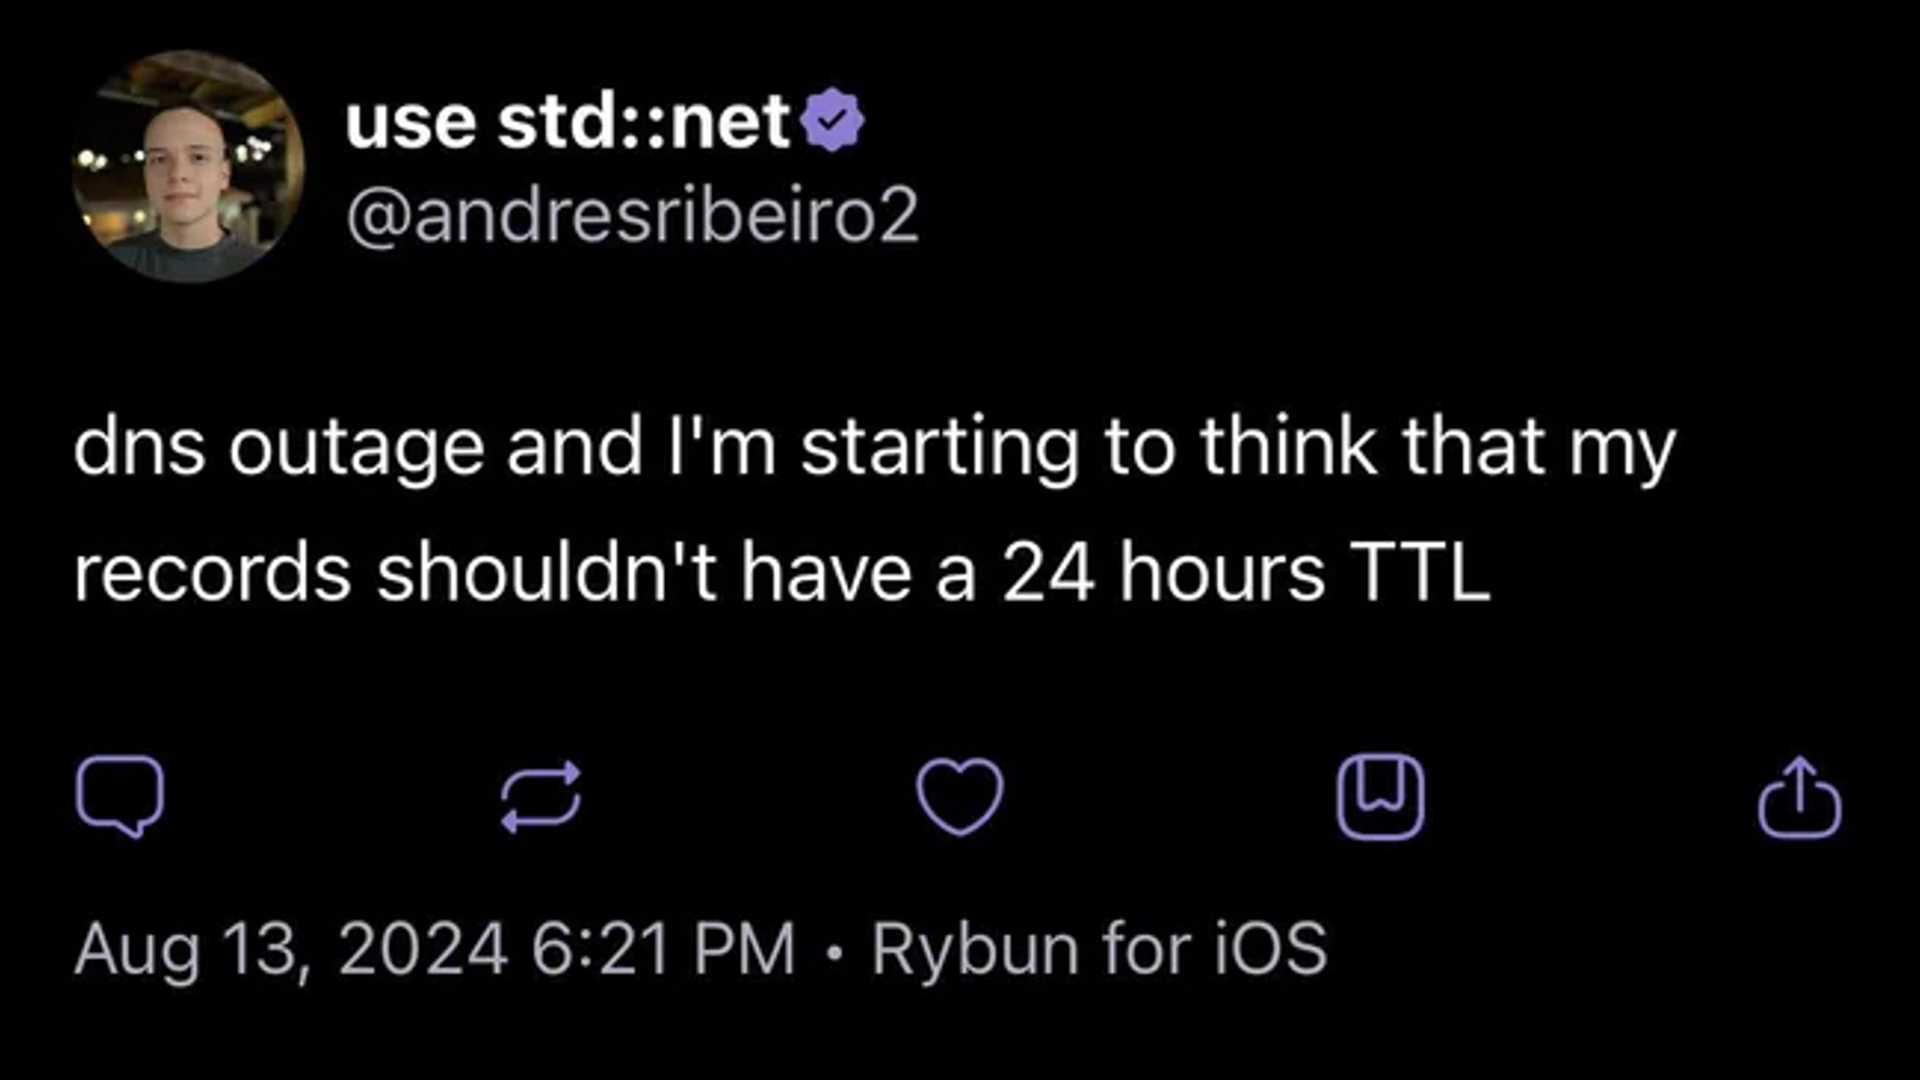 use std::net
@andresribeiro2
dns outage and I'm starting to think that my
records shouldn't have a 24 hours TTL
Aug 13, 2024 6:21 PM • Rybun for iOS